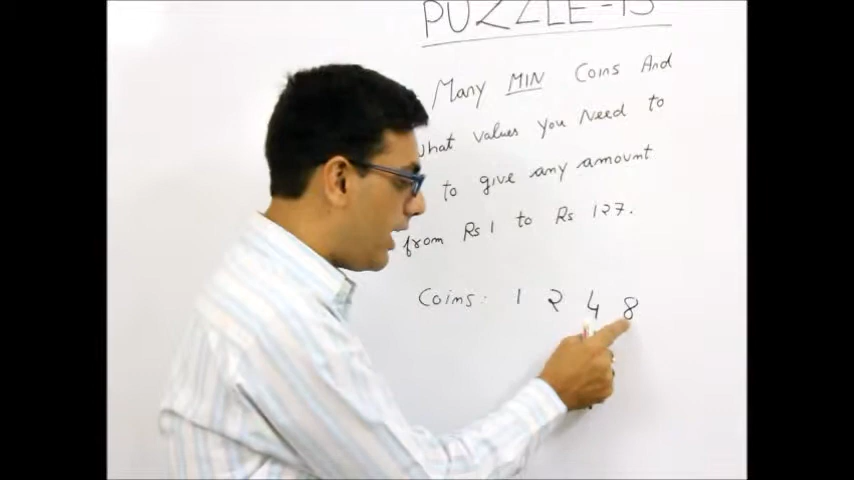 PUZZLE-15
Many MIN Coins And
what values You Need to
to give any amount
from Rs 1 to Rs 127.
Coins: 1 2 4 8